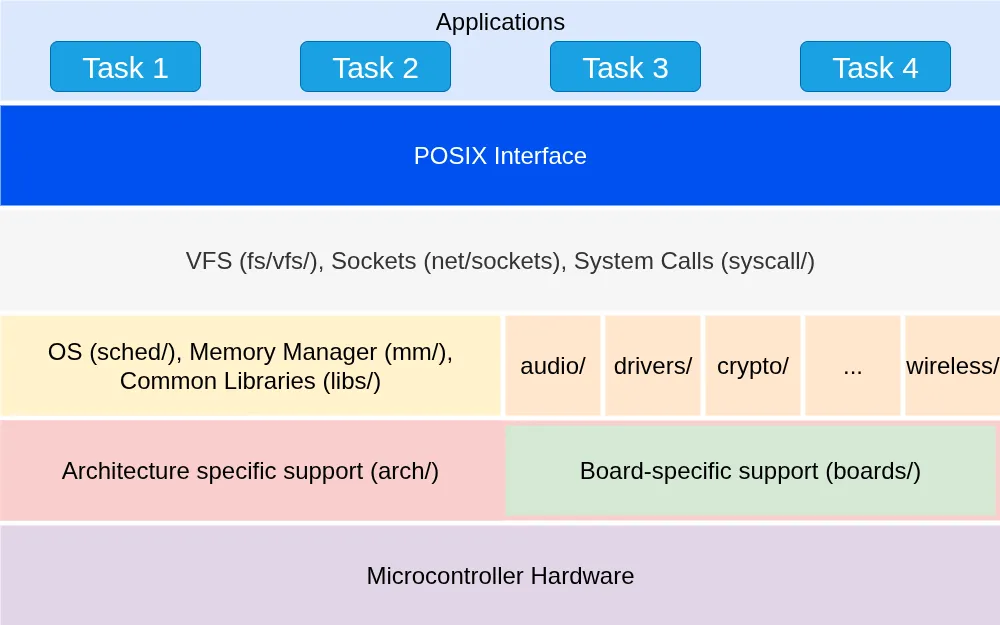 Applications
Task 1
Task 2
Task 3
Task 4
POSIX Interface
VFS (fs/vfs/), Sockets (net/sockets), System Calls (syscall/)
OS (sched/), Memory Manager (mm/),
Common Libraries (libs/)
audio/
drivers/
crypto/
...
wireless/
Architecture specific support (arch/)
Board-specific support (boards/)
Microcontroller Hardware